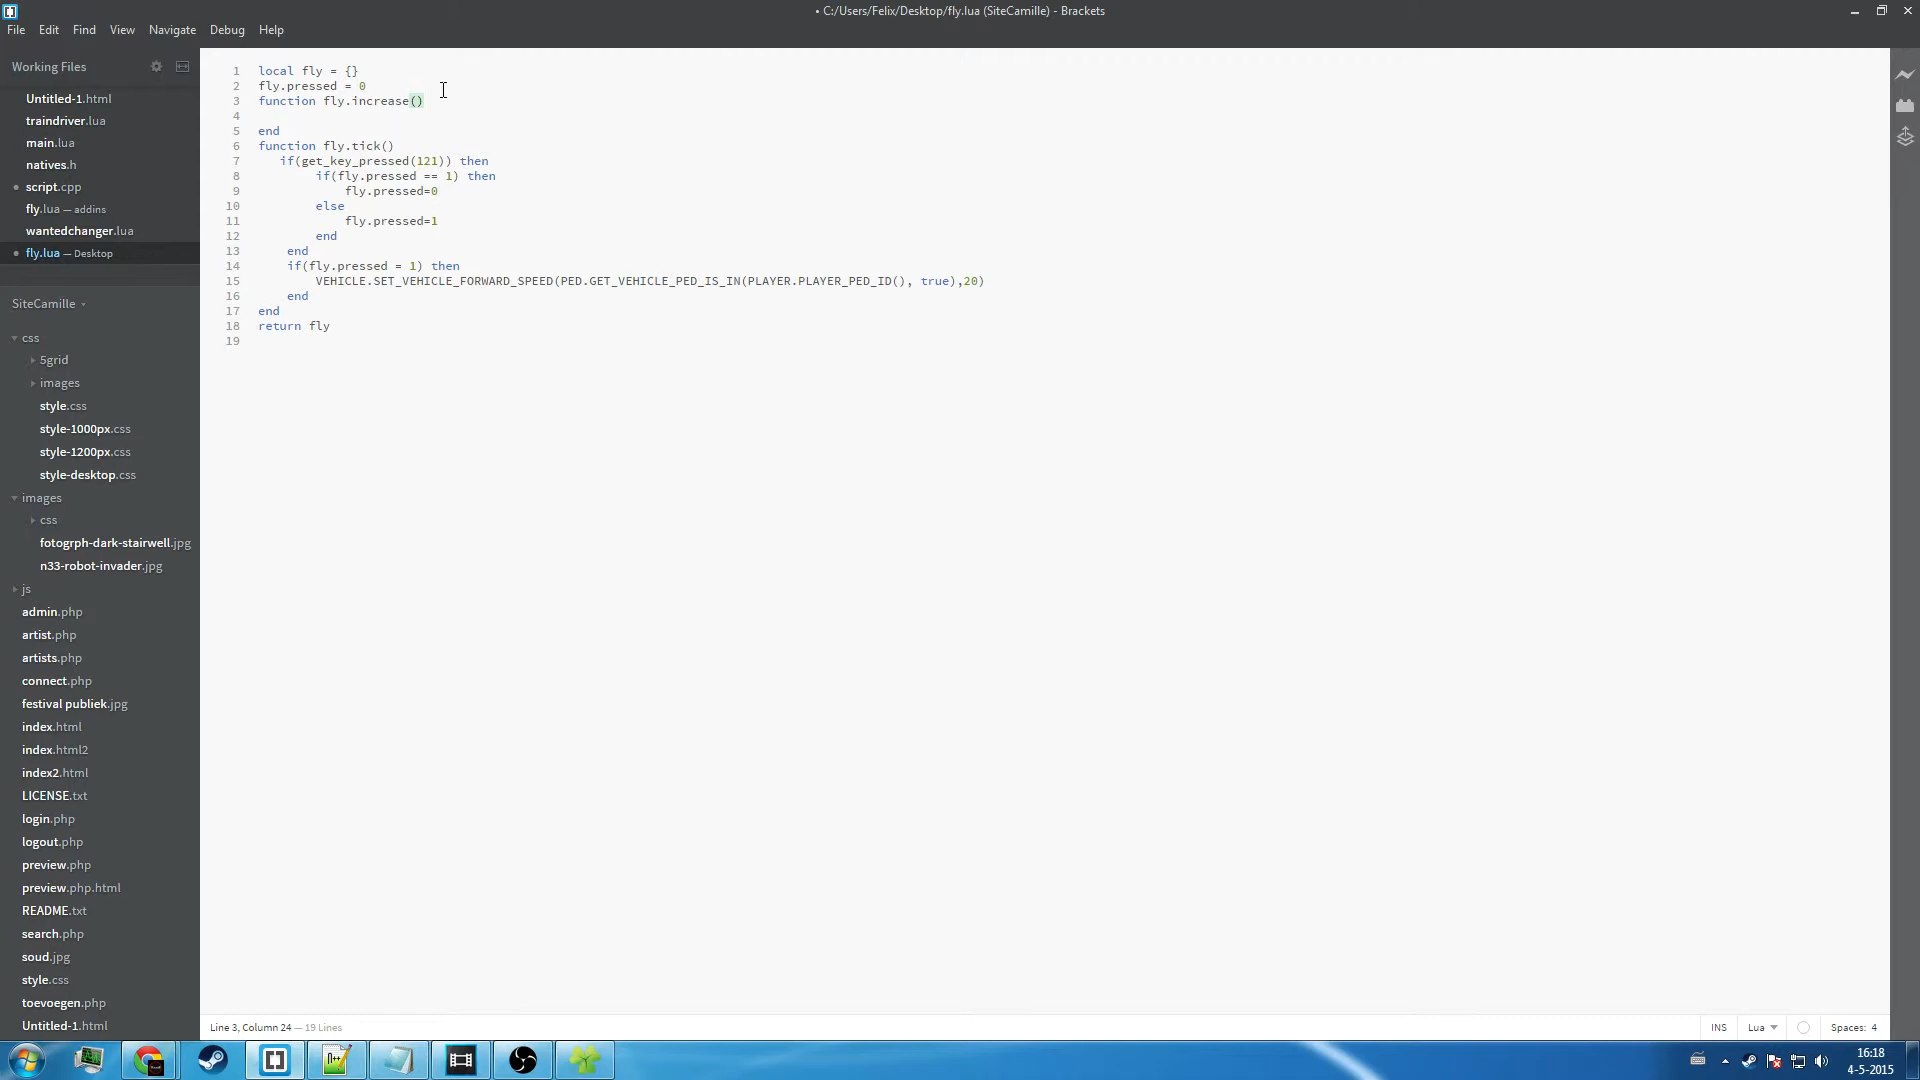 • C:/Users/Felix/Desktop/fly.lua (SiteCamille) - Brackets
File Edit Find View Navigate Debug Help
Working Files
Untitled-1.html
traindriver.lua
main.lua
natives.h
script.cpp
fly.lua — addins
wantedchanger.lua
fly.lua — Desktop
SiteCamille
css
5grid
images
style.css
style-1000px.css
style-1200px.css
style-desktop.css
images
css
fotogrph-dark-stairwell.jpg
n33-robot-invader.jpg
js
admin.php
artist.php
artists.php
connect.php
festival publiek.jpg
index.html
index.html2
index2.html
LICENSE.txt
login.php
logout.php
preview.php
preview.php.html
README.txt
search.php
soud.jpg
style.css
toevoegen.php
Untitled-1.html
1 local fly = {}
2 fly.pressed = 0
3 function fly.increase()
4
5 end
6 function fly.tick()
7 if(get_key_pressed(121)) then
8 if(fly.pressed == 1) then
9 fly.pressed=0
10 else
11 fly.pressed=1
12 end
13 end
14 if(fly.pressed = 1) then
15 VEHICLE.SET_VEHICLE_FORWARD_SPEED(PED.GET_VEHICLE_PED_IS_IN(PLAYER.PLAYER_PED_ID(), true),20)
16 end
17 end
18 return fly
19
Line 3, Column 24 — 19 Lines
INS Lua Spaces: 4
16:18
4-5-2015